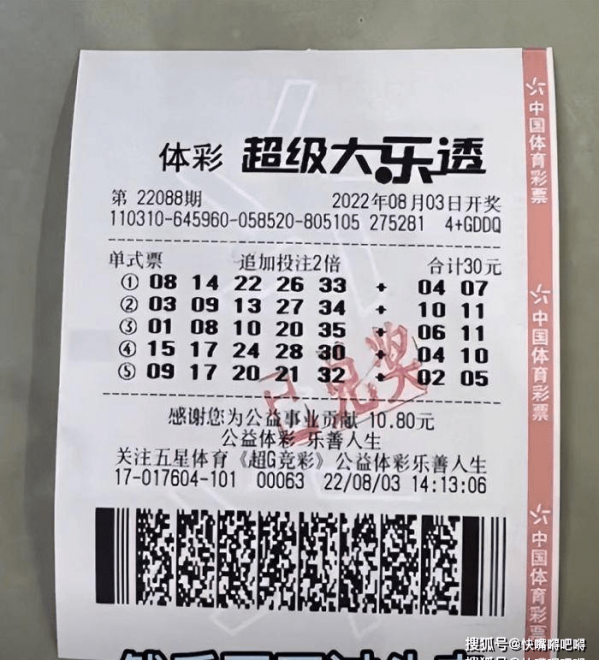 体彩 超级大乐透
第 22088期 2022年08月03日开奖
110310-645960-058520-805105 275281 4+GDDQ
单式票 追加投注2倍 合计30元
① 08 14 22 26 33 + 04 07
② 03 09 13 27 34 + 10 11
③ 01 08 10 20 35 + 06 11
④ 15 17 24 28 30 + 04 10
⑤ 09 17 20 21 32 + 02 05
已兑奖
感谢您为公益事业贡献 10.80元
公益体彩 乐善人生
关注五星体育《超G竞彩》公益体彩乐善人生
17-017604-101 00063 22/08/03 14:13:06
中国体育彩票
中国体育彩票
中国体育彩票
搜狐号@快嘴嘚吧嘚